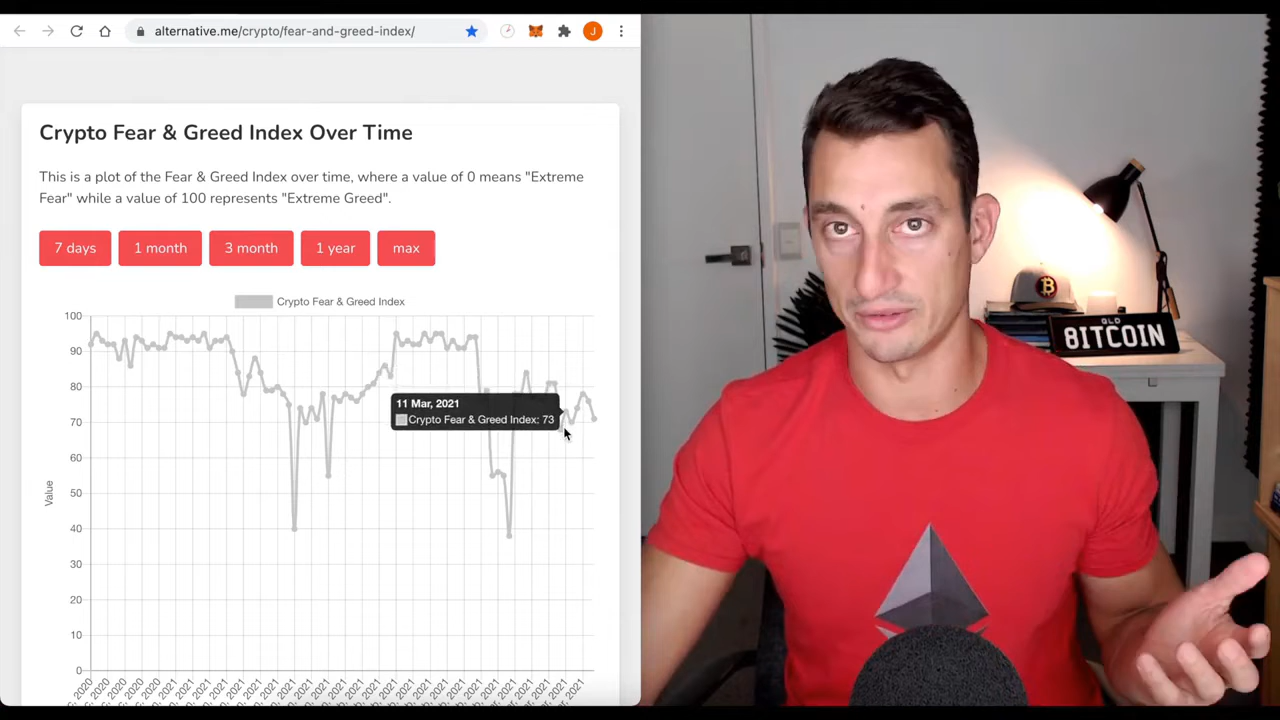 alternative.me/crypto/fear-and-greed-index/
J
Crypto Fear & Greed Index Over Time
This is a plot of the Fear & Greed Index over time, where a value of 0 means "Extreme
Fear" while a value of 100 represents "Extreme Greed".
7 days
1 month
3 month
1 year
max
Crypto Fear & Greed Index
100
90
80
70
60
50
40
30
20
10
0
Value
11 Mar, 2021
Crypto Fear & Greed Index: 73
B
QLD
8ITCOIN